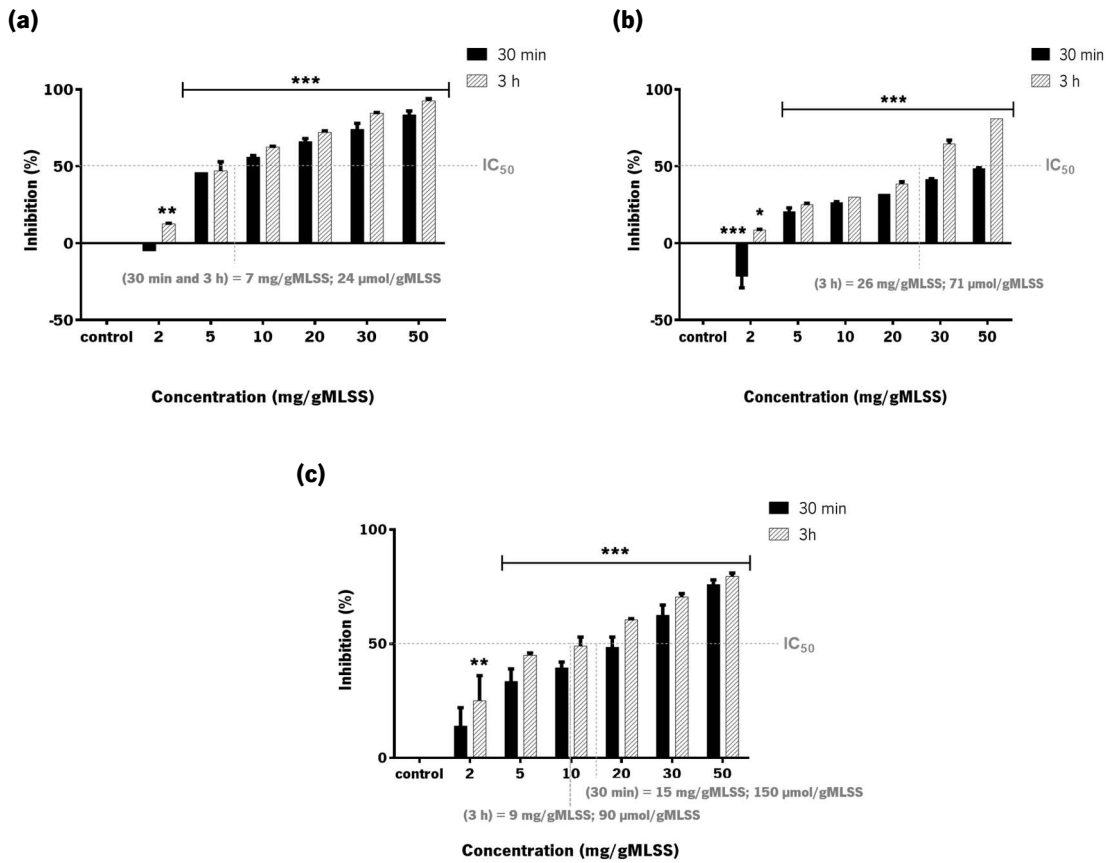 (a)
30 min
3 h
***
100
50
0
-50
Inhibition (%)
**
IC50
(30 min and 3 h) = 7 mg/gMLSS; 24 µmol/gMLSS
control 2 5 10 20 30 50
Concentration (mg/gMLSS)
(b)
30 min
3 h
***
100
50
0
-50
Inhibition (%)
***
*
IC50
(3 h) = 26 mg/gMLSS; 71 µmol/gMLSS
control 2 5 10 20 30 50
Concentration (mg/gMLSS)
(c)
30 min
3h
***
100
50
0
Inhibition (%)
**
IC50
control 2 5 10 20 30 50
(30 min) = 15 mg/gMLSS; 150 µmol/gMLSS
(3 h) = 9 mg/gMLSS; 90 µmol/gMLSS
Concentration (mg/gMLSS)